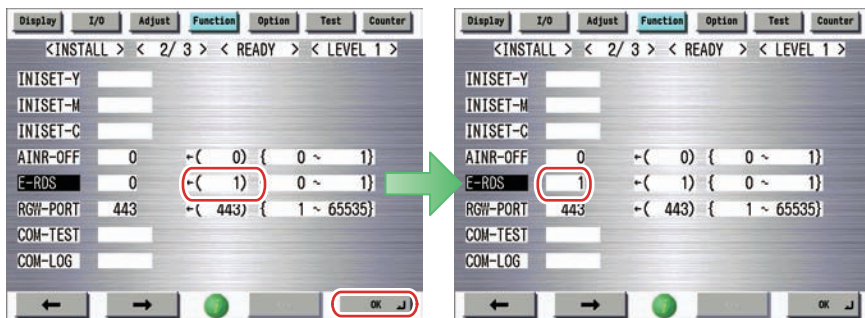 Display I/O Adjust Function Option Test Counter
<INSTALL > < 2/ 3 > < READY > < LEVEL 1 >
INISET-Y
INISET-M
INISET-C
AINR-OFF 0 ←( 0) { 0 ~ 1}
E-RDS 0 ←( 1) { 0 ~ 1}
RGW-PORT 443 ←( 443) { 1 ~ 65535}
COM-TEST
COM-LOG
← → i OK ┘
Display I/O Adjust Function Option Test Counter
<INSTALL > < 2/ 3 > < READY > < LEVEL 1 >
INISET-Y
INISET-M
INISET-C
AINR-OFF 0 ←( 0) { 0 ~ 1}
E-RDS 1 ←( 1) { 0 ~ 1}
RGW-PORT 443 ←( 443) { 1 ~ 65535}
COM-TEST
COM-LOG
← → i OK ┘